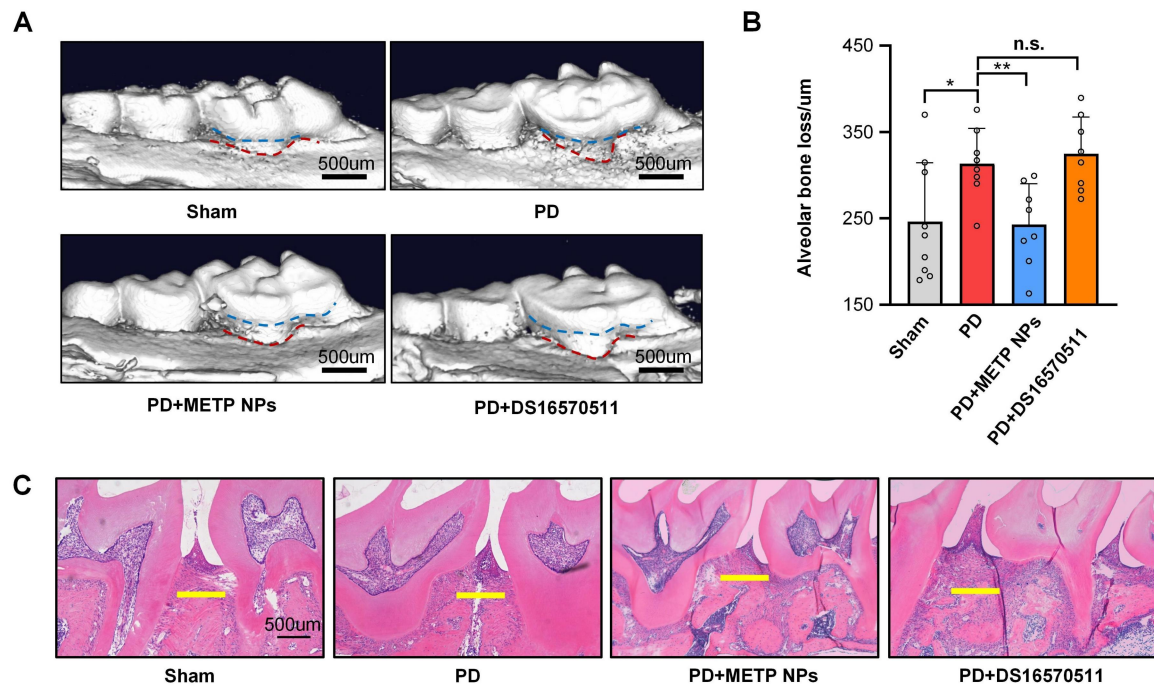 A
500um
500um
Sham
PD
500um
500um
PD+METP NPs
PD+DS16570511
B
Alveolar bone loss/um
450
350
250
150
*
**
n.s.
Sham
PD
PD+METP NPs
PD+DS16570511
C
500um
Sham
PD
PD+METP NPs
PD+DS16570511